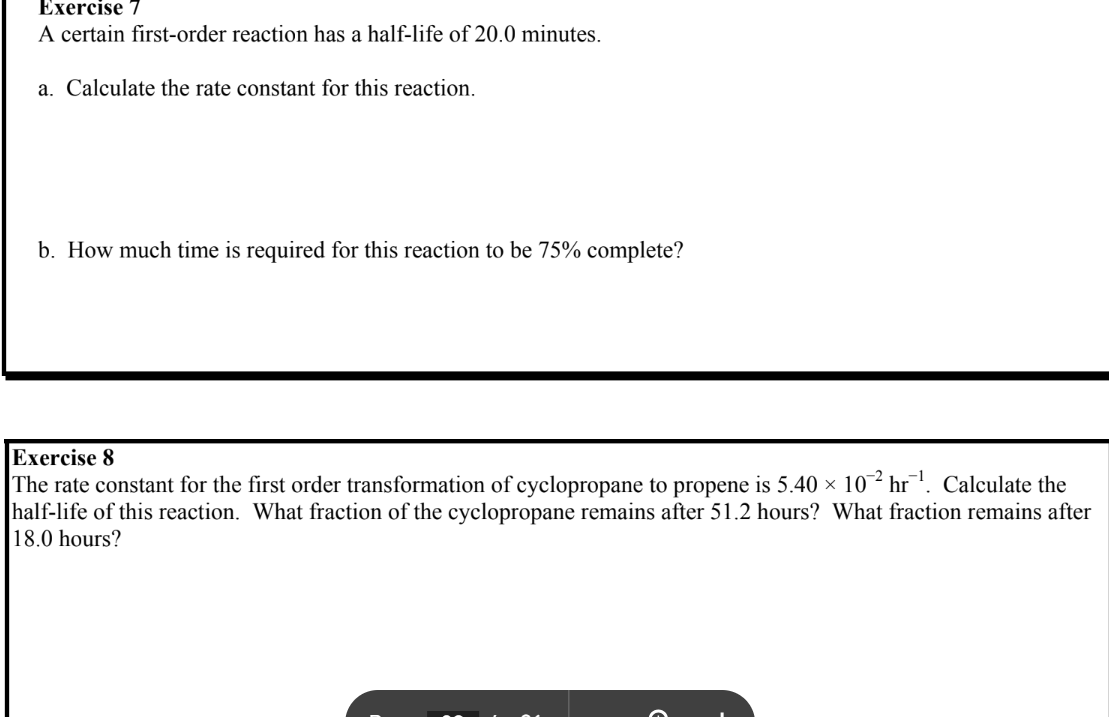 Exercise 7
A certain first-order reaction has a half-life of 20.0 minutes.
a. Calculate the rate constant for this reaction.
b. How much time is required for this reaction to be 75% complete?
Exercise 8
The rate constant for the first order transformation of cyclopropane to propene is 5.40 × 10⁻² hr⁻¹. Calculate the
half-life of this reaction. What fraction of the cyclopropane remains after 51.2 hours? What fraction remains after
18.0 hours?